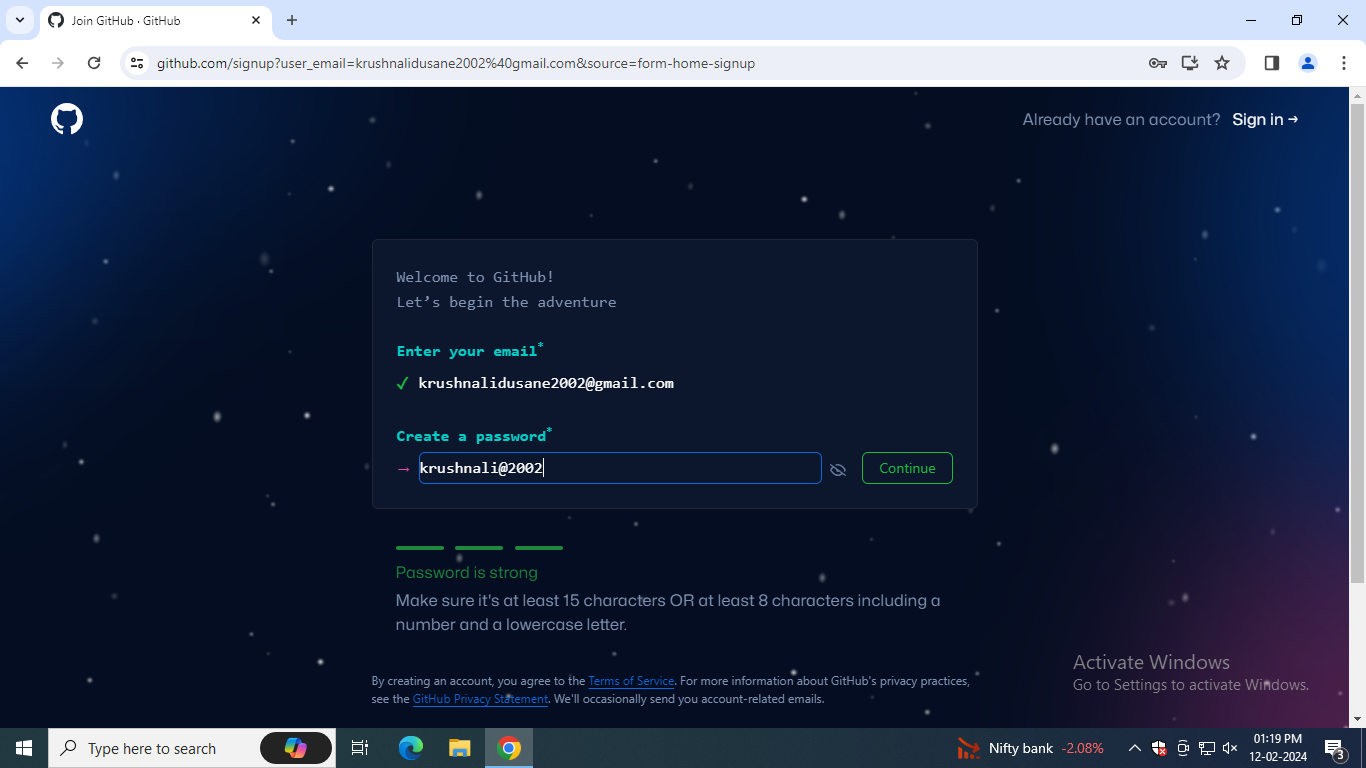 Join GitHub · GitHub
github.com/signup?user_email=krushnalidusane2002%40gmail.com&source=form-home-signup
Already have an account? Sign in →
Welcome to GitHub!
Let’s begin the adventure
Enter your email*
✓ krushnalidusane2002@gmail.com
Create a password*
→ krushnali@2002 Continue
Password is strong
Make sure it's at least 15 characters OR at least 8 characters including a
number and a lowercase letter.
By creating an account, you agree to the Terms of Service. For more information about GitHub's privacy practices,
see the GitHub Privacy Statement. We'll occasionally send you account-related emails.
Activate Windows
Go to Settings to activate Windows.
Type here to search
Nifty bank -2.08%
01:19 PM
12-02-2024
3